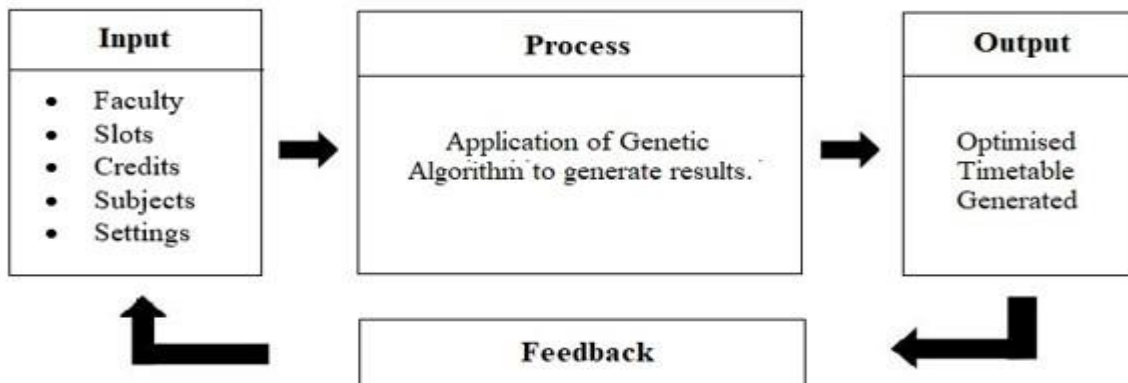 Input
• Faculty
• Slots
• Credits
• Subjects
• Settings
Process
Application of Genetic
Algorithm to generate results.
Output
Optimised
Timetable
Generated
Feedback